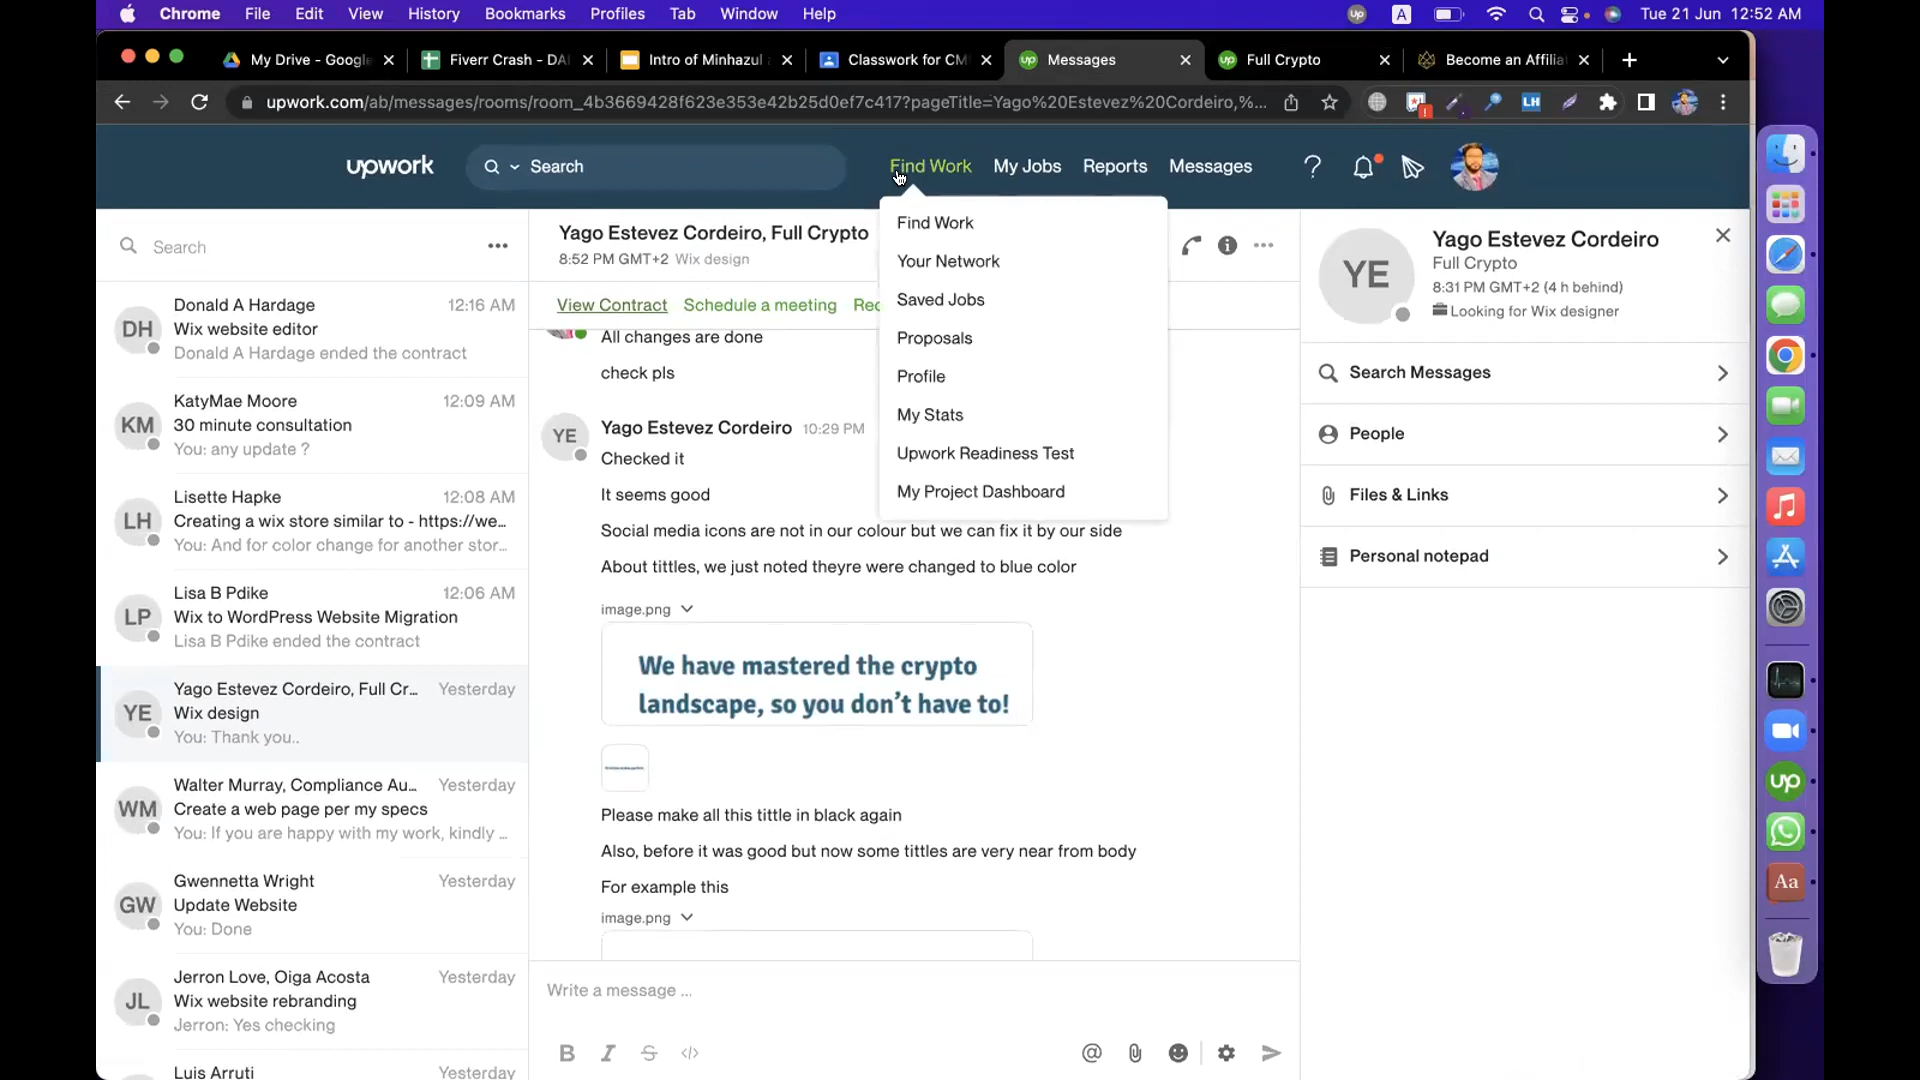 Chrome File Edit View History Bookmarks Profiles Tab Window Help
up A Tue 21 Jun 12:52 AM
My Drive - Google
Fiverr Crash - DA
Intro of Minhazul
Classwork for CM
up Messages
up Full Crypto
Become an Affilia
upwork.com/ab/messages/rooms/room_4b3669428f623e353e42b25d0ef7c417?pageTitle=Yago%20Estevez%20Cordeiro,%...
LH
upwork
Search
Find Work My Jobs Reports Messages
Find Work
Your Network
Saved Jobs
Proposals
Profile
My Stats
Upwork Readiness Test
My Project Dashboard
Search
DH
Donald A Hardage 12:16 AM
Wix website editor
Donald A Hardage ended the contract
KM
KatyMae Moore 12:09 AM
30 minute consultation
You: any update ?
LH
Lisette Hapke 12:08 AM
Creating a wix store similar to - https://we...
You: And for color change for another stor...
LP
Lisa B Pdike 12:06 AM
Wix to WordPress Website Migration
Lisa B Pdike ended the contract
YE
Yago Estevez Cordeiro, Full Cr... Yesterday
Wix design
You: Thank you..
WM
Walter Murray, Compliance Au... Yesterday
Create a web page per my specs
You: If you are happy with my work, kindly ...
GW
Gwennetta Wright Yesterday
Update Website
You: Done
JL
Jerron Love, Oiga Acosta Yesterday
Wix website rebranding
Jerron: Yes checking
Luis Arruti Yesterday
Yago Estevez Cordeiro, Full Crypto
8:52 PM GMT+2 Wix design
View Contract Schedule a meeting Rec
All changes are done
check pls
YE
Yago Estevez Cordeiro 10:29 PM
Checked it
It seems good
Social media icons are not in our colour but we can fix it by our side
About tittles, we just noted theyre were changed to blue color
image.png
We have mastered the crypto
landscape, so you don't have to!
Please make all this tittle in black again
Also, before it was good but now some tittles are very near from body
For example this
image.png
Write a message ...
B I S </> @
YE
Yago Estevez Cordeiro
Full Crypto
8:31 PM GMT+2 (4 h behind)
Looking for Wix designer
Search Messages
People
Files & Links
Personal notepad
up
Aa